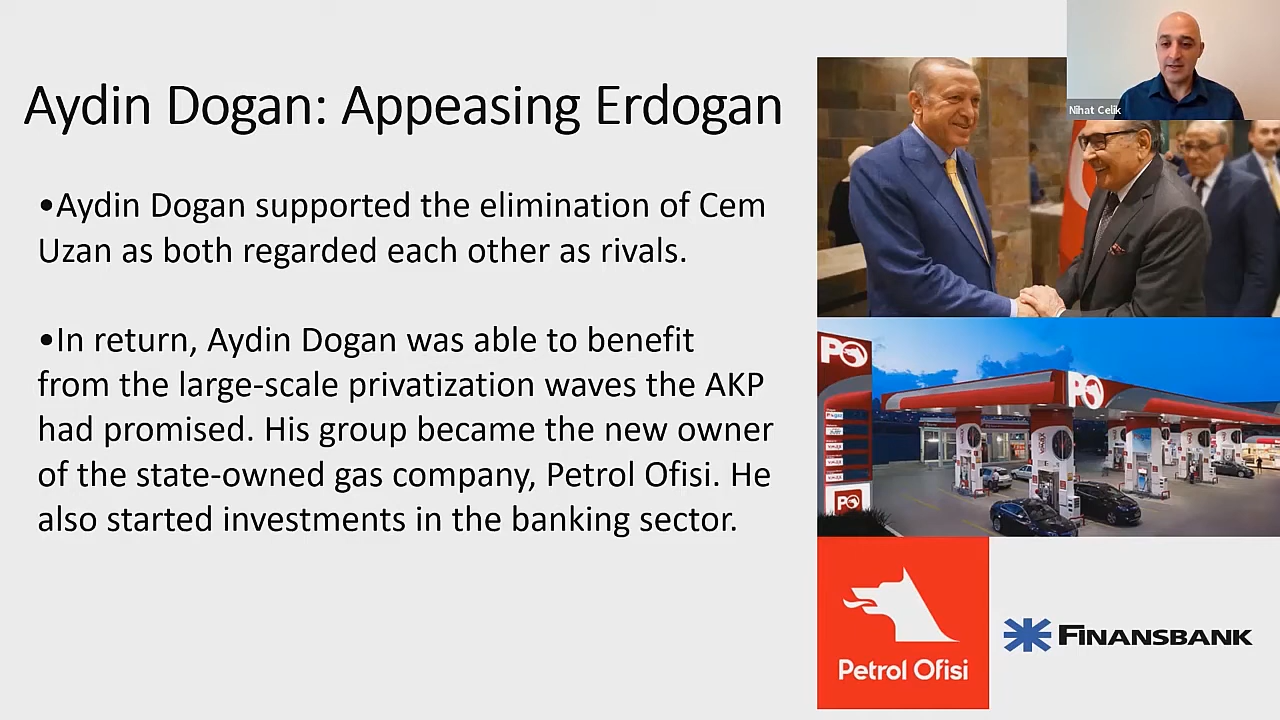 Aydin Dogan: Appeasing Erdogan
•Aydin Dogan supported the elimination of Cem
Uzan as both regarded each other as rivals.
•In return, Aydin Dogan was able to benefit
from the large-scale privatization waves the AKP
had promised. His group became the new owner
of the state-owned gas company, Petrol Ofisi. He
also started investments in the banking sector.
Nihat Celik
PO
PO
PO
Petrol Ofisi
FINANSBANK